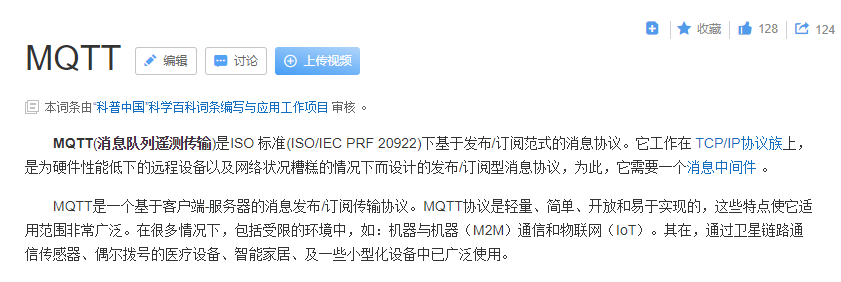 收藏 128 124
MQTT 编辑 讨论 上传视频
本词条由“科普中国”科学百科词条编写与应用工作项目 审核 。
MQTT(消息队列遥测传输)是ISO 标准(ISO/IEC PRF 20922)下基于发布/订阅范式的消息协议。它工作在 TCP/IP协议族上，
是为硬件性能低下的远程设备以及网络状况糟糕的情况下而设计的发布/订阅型消息协议，为此，它需要一个消息中间件 。
MQTT是一个基于客户端-服务器的消息发布/订阅传输协议。MQTT协议是轻量、简单、开放和易于实现的，这些特点使它适
用范围非常广泛。在很多情况下，包括受限的环境中，如：机器与机器（M2M）通信和物联网（IoT）。其在，通过卫星链路通
信传感器、偶尔拨号的医疗设备、智能家居、及一些小型化设备中已广泛使用。